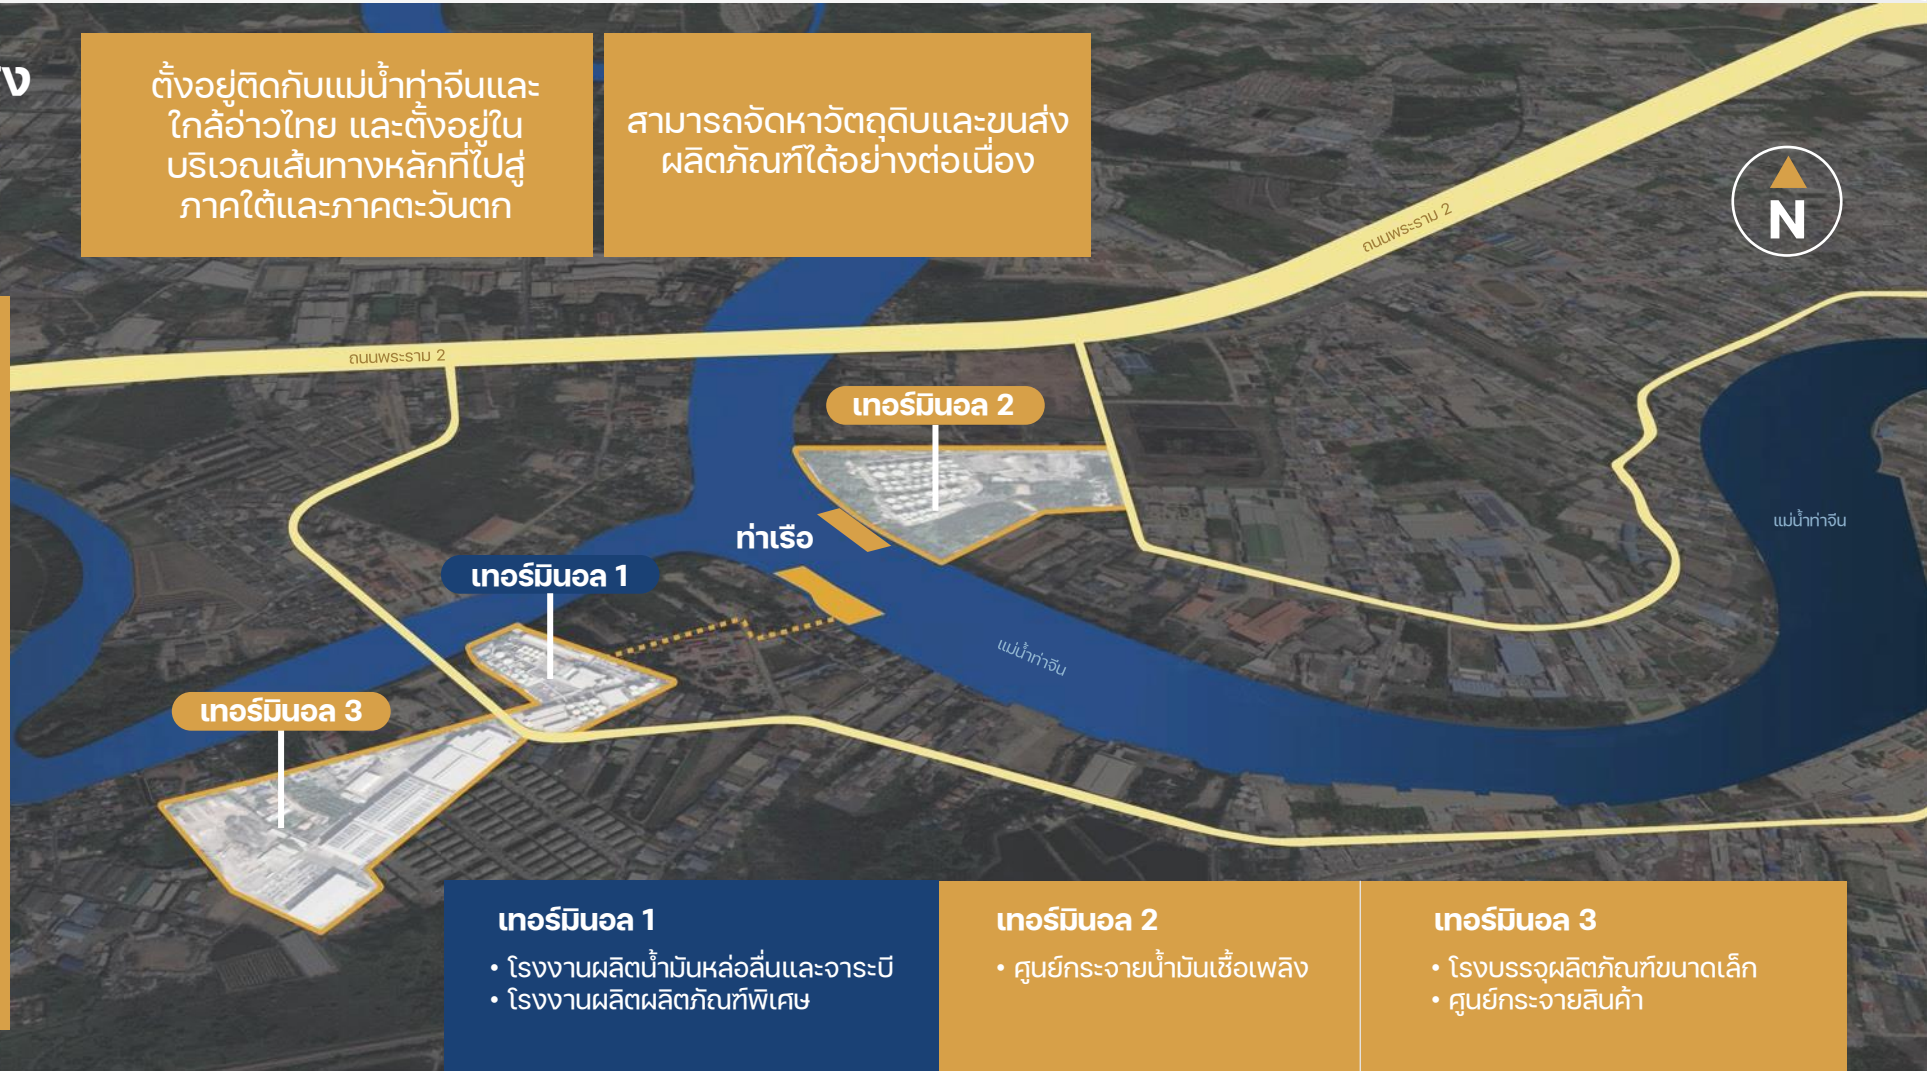 ตั้งอยู่ติดกับแม่น้ำท่าจีนและ
ใกล้อ่าวไทย และตั้งอยู่ใน
บริเวณเส้นทางหลักที่ไปสู่
ภาคใต้และภาคตะวันตก
สามารถจัดหาวัตถุดิบและขนส่ง
ผลิตภัณฑ์ได้อย่างต่อเนื่อง
N
ถนนพระราม 2
ถนนพระราม 2
เทอร์มินอล 2
แม่น้ำท่าจีน
ท่าเรือ
เทอร์มินอล 1
แม่น้ำท่าจีน
เทอร์มินอล 3
เทอร์มินอล 1
• โรงงานผลิตน้ำมันหล่อลื่นและจาระบี
• โรงงานผลิตผลิตภัณฑ์พิเศษ
เทอร์มินอล 2
• ศูนย์กระจายน้ำมันเชื้อเพลิง
เทอร์มินอล 3
• โรงบรรจุผลิตภัณฑ์ขนาดเล็ก
• ศูนย์กระจายสินค้า